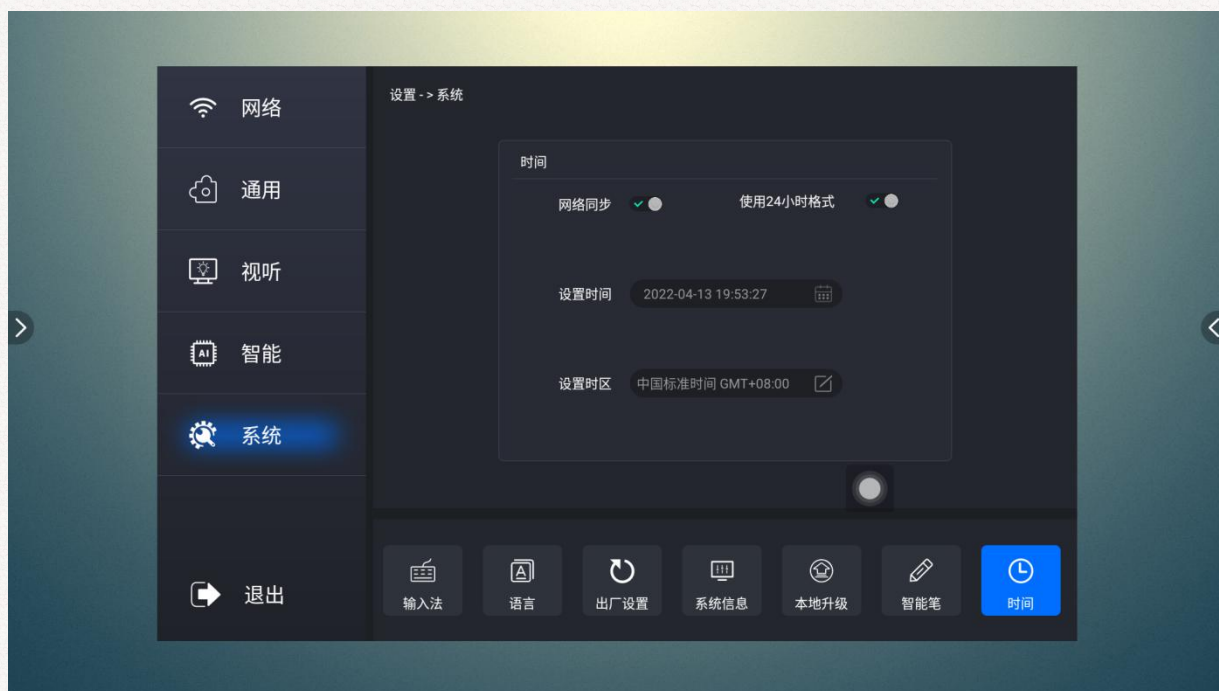 网络
通用
视听
AI
智能
系统
退出
设置 - > 系统
时间
网络同步
使用24小时格式
设置时间 2022-04-13 19:53:27
设置时区 中国标准时间 GMT+08:00
输入法
A
语言
出厂设置
系统信息
本地升级
智能笔
时间